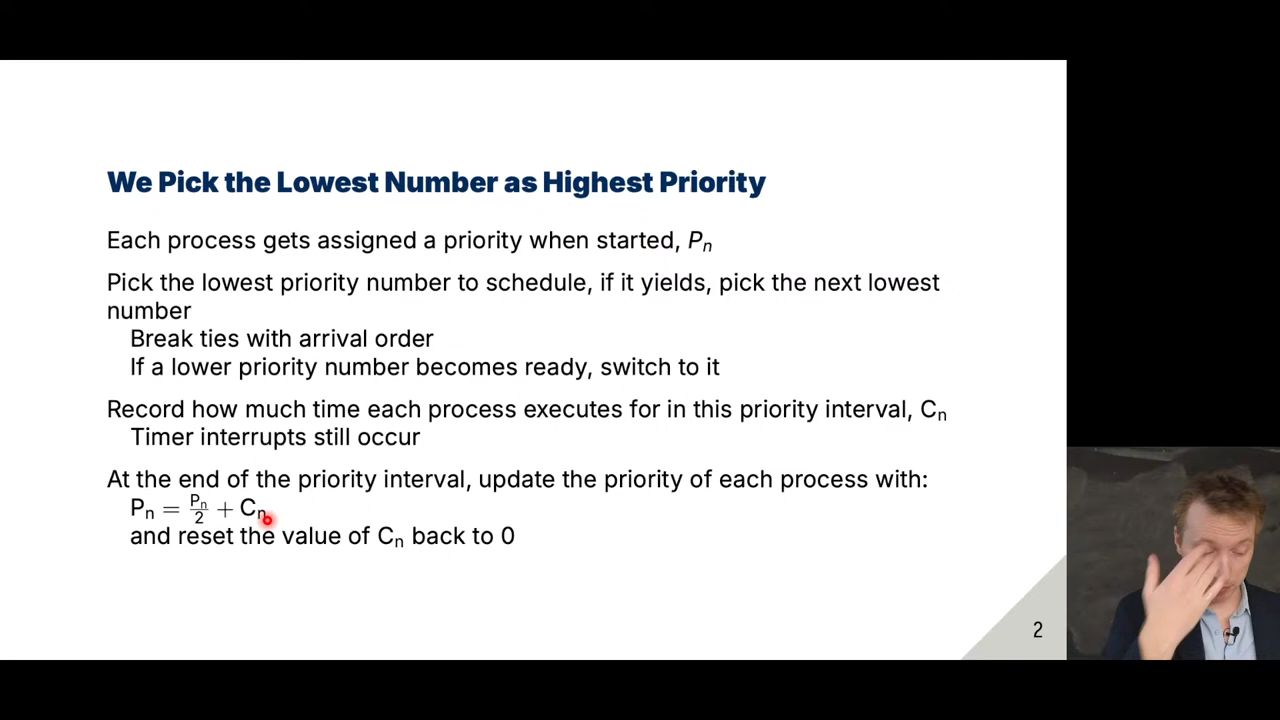 We Pick the Lowest Number as Highest Priority
Each process gets assigned a priority when started, Pₙ
Pick the lowest priority number to schedule, if it yields, pick the next lowest
number
Break ties with arrival order
If a lower priority number becomes ready, switch to it
Record how much time each process executes for in this priority interval, Cₙ
Timer interrupts still occur
At the end of the priority interval, update the priority of each process with:
Pₙ = Pₙ/2 + Cₙ
and reset the value of Cₙ back to 0
2